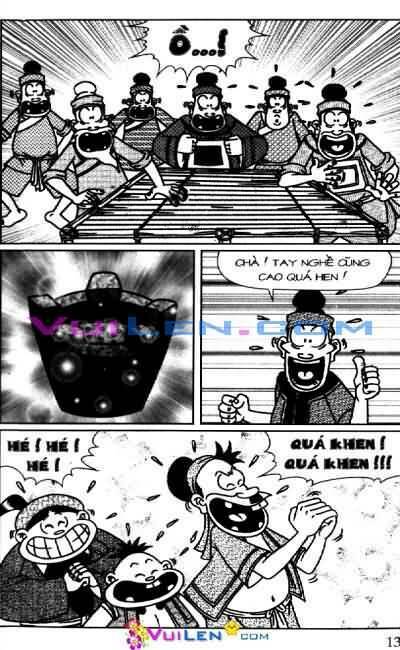 Ồ...!
CHÀ! TAY NGHỀ CŨNG
CAO QUÁ HEN!
VUILEN.COM
HÉ! HÉ!
HÉ!
QUÁ KHEN!
QUÁ KHEN!!!
VUILEN.COM
13